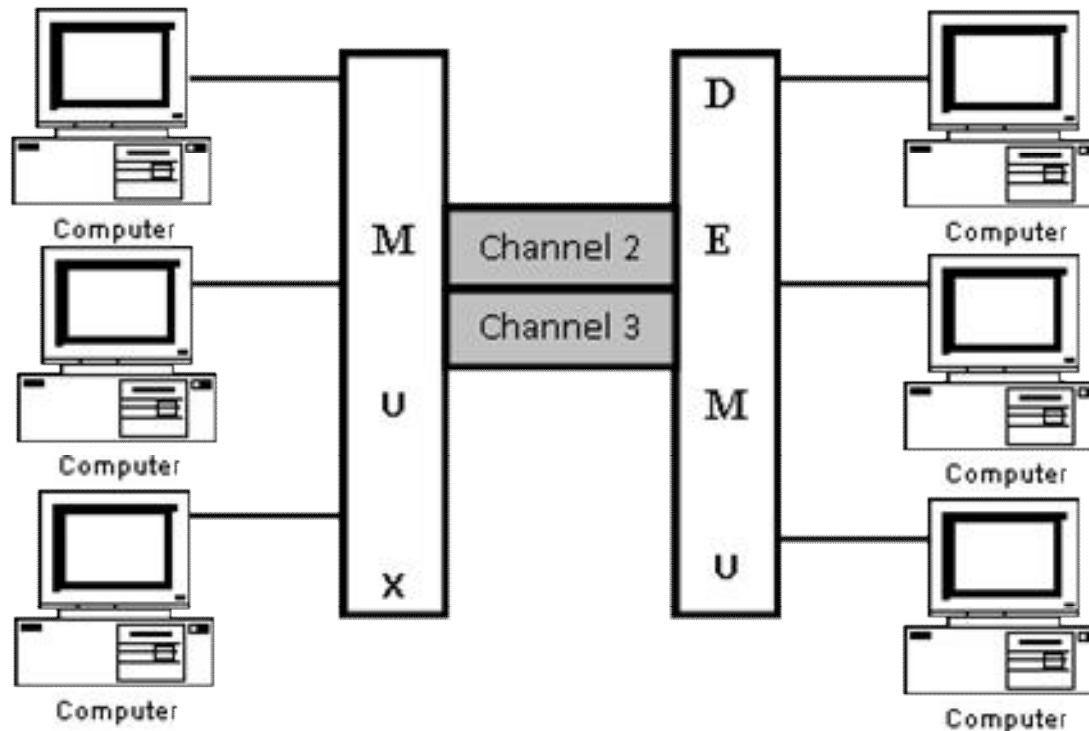 Computer
Computer
Computer
M
U
X
Channel 2
Channel 3
D
E
M
U
Computer
Computer
Computer